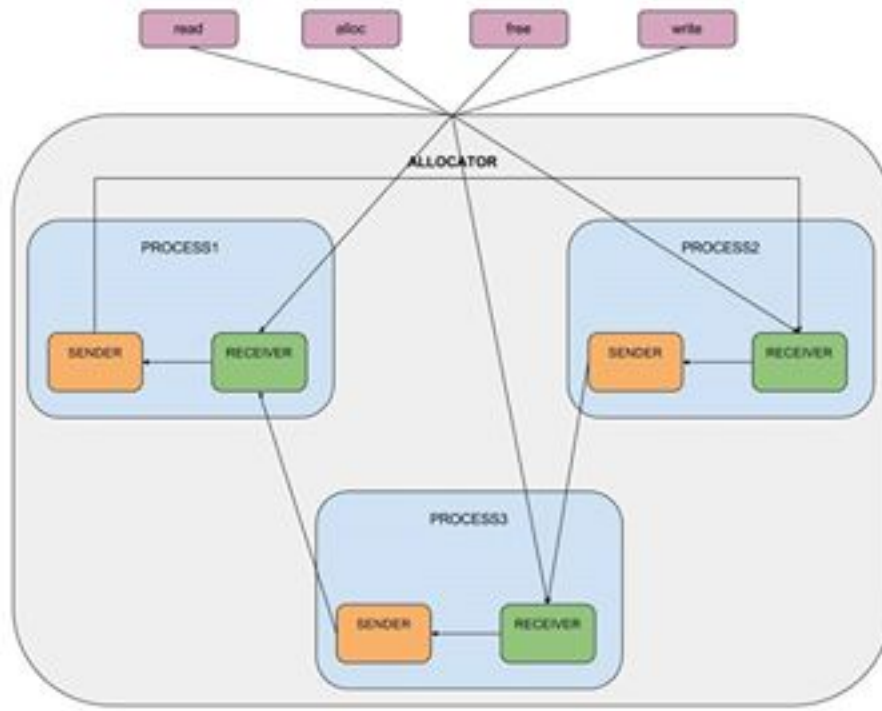 read
alloc
free
write
ALLOCATOR
PROCESS1
PROCESS2
SENDER
RECEIVER
SENDER
RECEIVER
PROCESS3
SENDER
RECEIVER